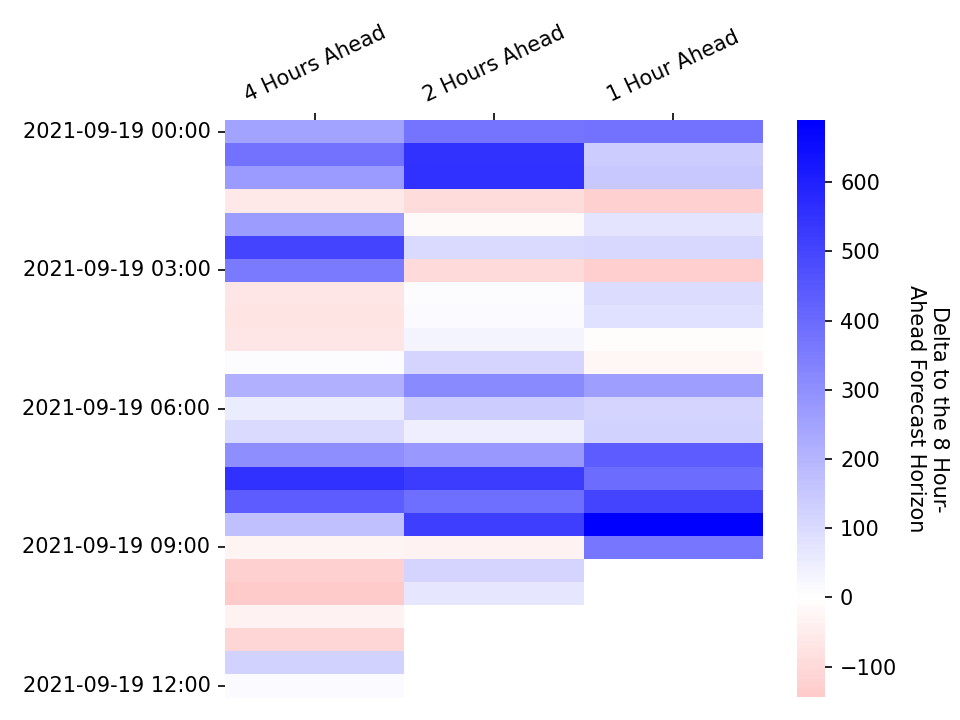 4 Hours Ahead
2 Hours Ahead
1 Hour Ahead
2021-09-19 00:00
2021-09-19 03:00
2021-09-19 06:00
2021-09-19 09:00
2021-09-19 12:00
600
500
400
300
200
100
0
−100
Delta to the 8 Hour-
Ahead Forecast Horizon